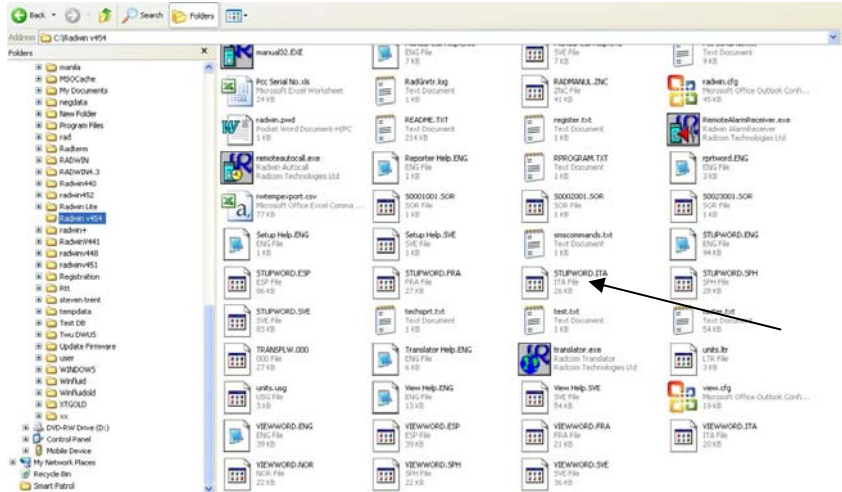 Back
Search
Folders
Address C:\Radwin v454
Folders X
manila
MSOCache
My Documents
negdata
New Folder
Program Files
rad
Radterm
RADWIN
RADWIN4.3
Radwin440
radwin452
Radwin Lite
Radwin v454
radwin+
RadwinV441
radwinv448
radwinv451
Registration
Rtt
steven trent
tempdata
Test DB
Twu DWUS
Update Firmware
user
WINDOWS
Winfluid
Winfluidold
XTGOLD
xx
DVD-RW Drive (D:)
Control Panel
Mobile Device
My Network Places
Recycle Bin
Smart Patrol
manual32.EXE
ENG File
7 KB
SVE File
7 KB
Text Document
9 KB
Pcc Serial No.xls
Microsoft Excel Worksheet
24 KB
Text Document
1 KB
RADMANUL.ZNC
ZNC File
41 KB
radwin.cfg
Microsoft Office Outlook Confi...
45 KB
radwin.pwd
Pocket Word Document-H/PC
1 KB
README.TXT
Text Document
214 KB
register.txt
Text Document
1 KB
RemoteAlarmReceiver.exe
Radwin AlarmReceiver
Radcom Technologies Ltd
remoteautocall.exe
Radwin Autocall
Radcom Technologies Ltd
Reporter Help.ENG
ENG File
1 KB
RPROGRAM.TXT
Text Document
1 KB
rprtword.ENG
ENG File
2 KB
rwtempexport.csv
Microsoft Office Excel Comma ...
77 KB
S0001001.SOR
SOR File
1 KB
S0002001.SOR
SOR File
1 KB
S0023001.SOR
SOR File
1 KB
Setup Help.ENG
ENG File
1 KB
Setup Help.SVE
SVE File
1 KB
smscommands.txt
Text Document
1 KB
STUPWORD.ENG
ENG File
94 KB
STUPWORD.ESP
ESP File
86 KB
STUPWORD.FRA
FRA File
27 KB
STUPWORD.ITA
ITA File
26 KB
STUPWORD.SPH
SPH File
28 KB
STUPWORD.SVE
SVE File
83 KB
techsprt.txt
Text Document
1 KB
test.txt
Text Document
1 KB
Text Document
54 KB
TRANSFLW.000
000 File
27 KB
Translator Help.ENG
ENG File
6 KB
translator.exe
Radcom Translator
Radcom Technologies Ltd
units.ltr
LTR File
3 KB
units.usg
USG File
3 KB
View Help.ENG
ENG File
13 KB
View Help.SVE
SVE File
54 KB
view.cfg
Microsoft Office Outlook Confi...
19 KB
VIEWWORD.ENG
ENG File
39 KB
VIEWWORD.ESP
ESP File
39 KB
VIEWWORD.FRA
FRA File
21 KB
VIEWWORD.ITA
ITA File
20 KB
VIEWWORD.NOR
NOR File
22 KB
VIEWWORD.SPH
SPH File
22 KB
VIEWWORD.SVE
SVE File
36 KB